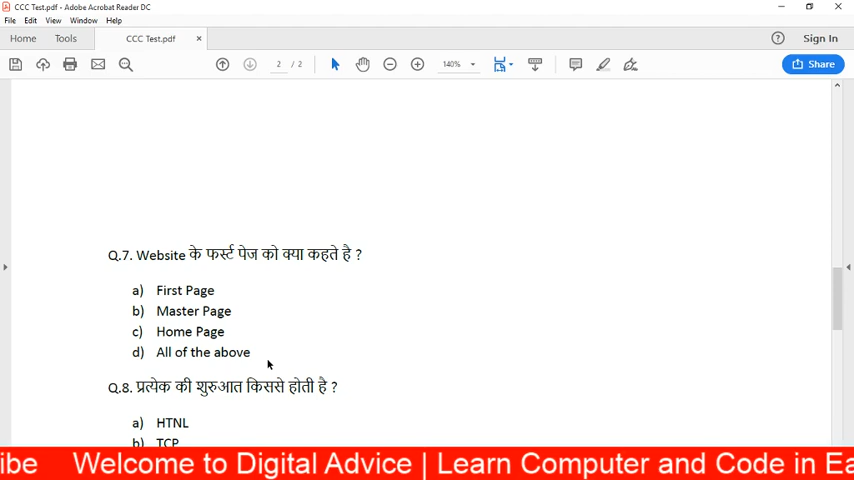 CCC Test.pdf - Adobe Acrobat Reader DC
File Edit View Window Help
Home Tools CCC Test.pdf × ? Sign In
2 / 2 140% Share
Q.7. Website के फर्स्ट पेज को क्या कहते है ?
a) First Page
b) Master Page
c) Home Page
d) All of the above
Q.8. प्रत्येक की शुरुआत किससे होती है ?
a) HTNL
b) TCP
ibe Welcome to Digital Advice | Learn Computer and Code in Ea